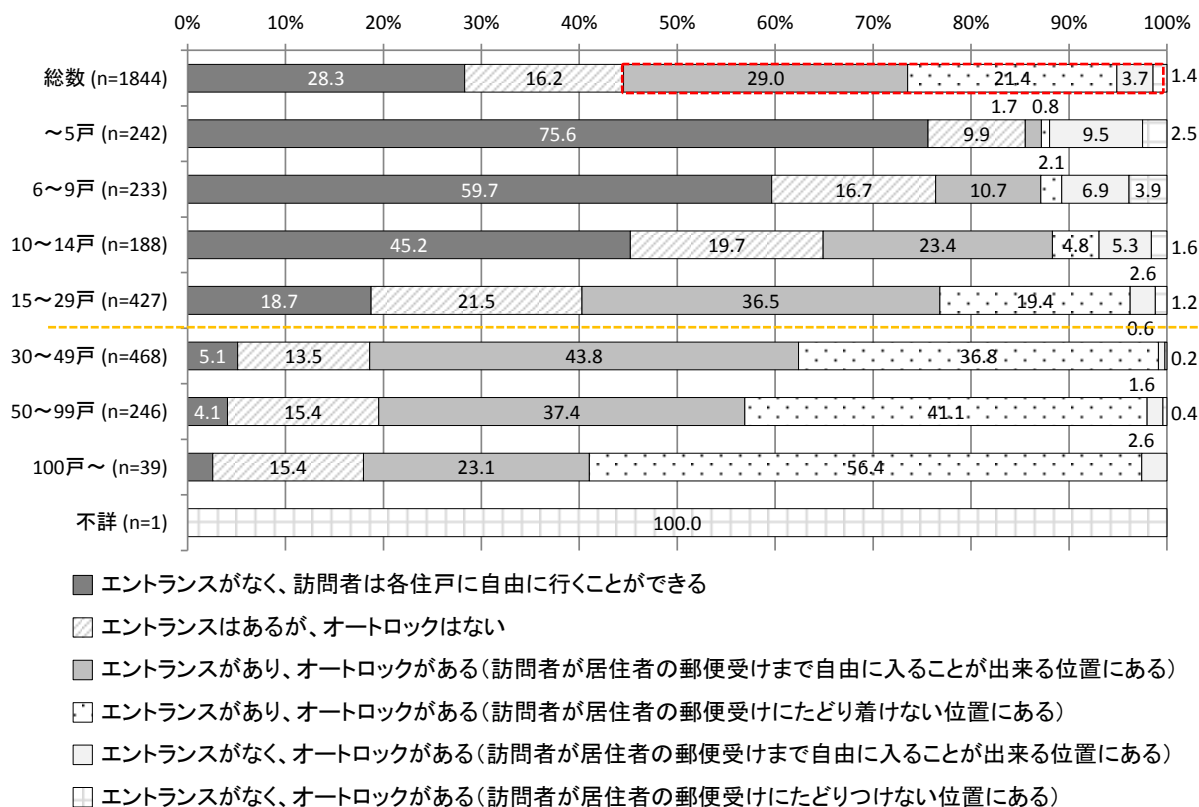 0% 10% 20% 30% 40% 50% 60% 70% 80% 90% 100%
総数 (n=1844) 28.3 16.2 29.0 21.4 3.7 1.4
～5戸 (n=242) 75.6 9.9 1.7 0.8 9.5 2.5
6～9戸 (n=233) 59.7 16.7 10.7 2.1 6.9 3.9
10～14戸 (n=188) 45.2 19.7 23.4 4.8 5.3 1.6
15～29戸 (n=427) 18.7 21.5 36.5 19.4 2.6 1.2
30～49戸 (n=468) 5.1 13.5 43.8 36.8 0.6 0.2
50～99戸 (n=246) 4.1 15.4 37.4 41.1 1.6 0.4
100戸～ (n=39) 15.4 23.1 56.4 2.6
不詳 (n=1) 100.0
エントランスがなく、訪問者は各住戸に自由に行くことができる
エントランスはあるが、オートロックはない
エントランスがあり、オートロックがある（訪問者が居住者の郵便受けまで自由に入ることが出来る位置にある）
エントランスがあり、オートロックがある（訪問者が居住者の郵便受けにたどり着けない位置にある）
エントランスがなく、オートロックがある（訪問者が居住者の郵便受けまで自由に入ることが出来る位置にある）
エントランスがなく、オートロックがある（訪問者が居住者の郵便受けにたどりつけない位置にある）